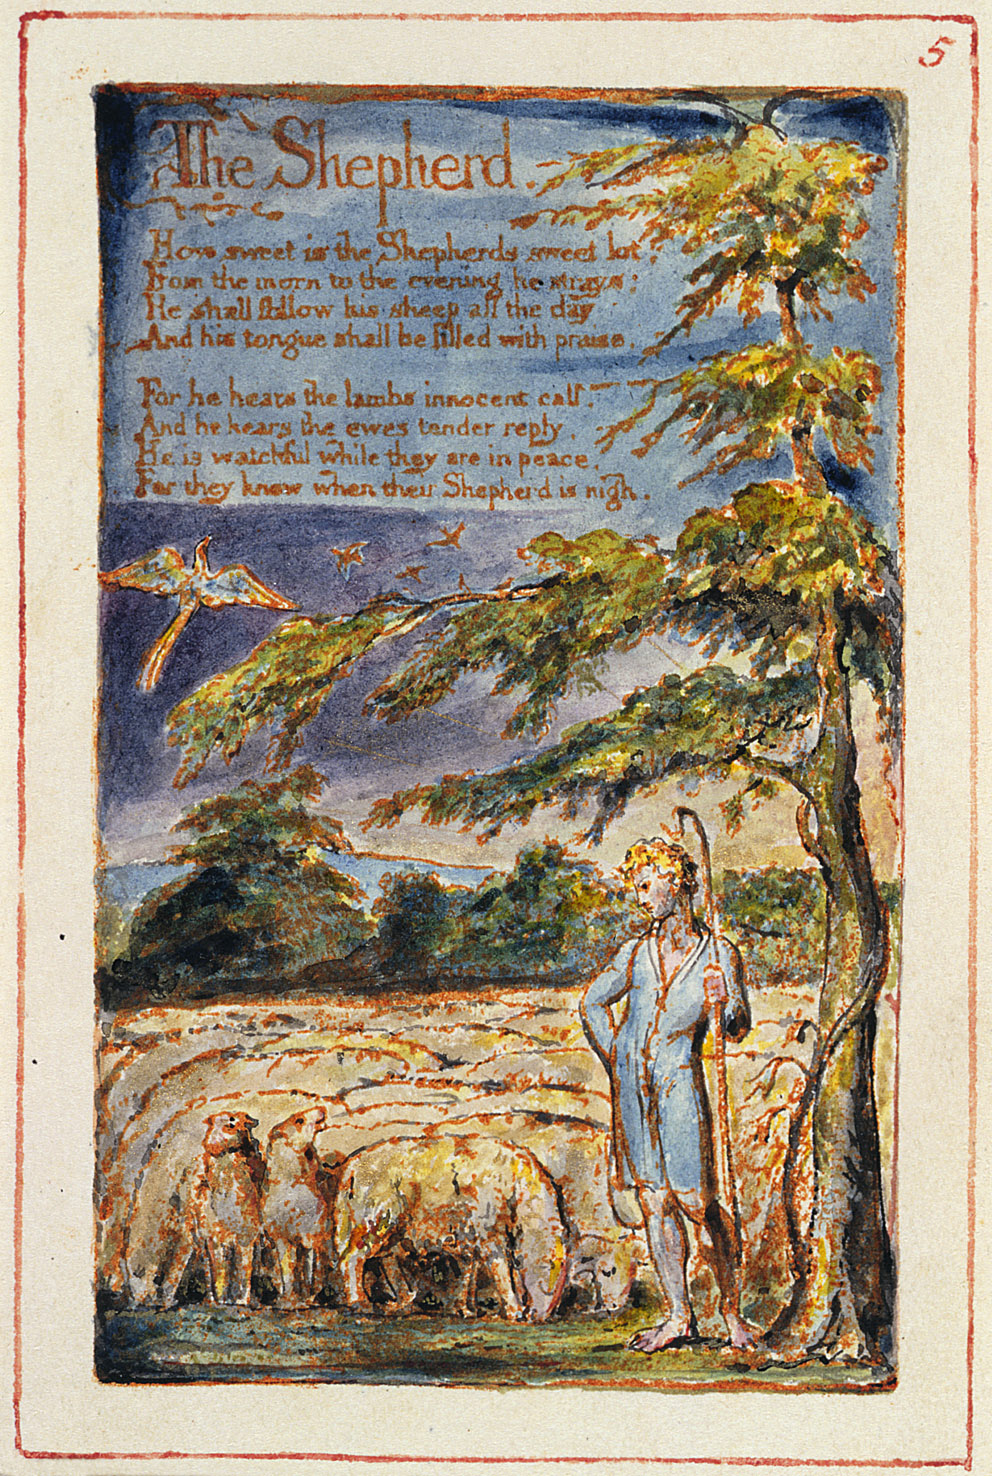 5
The Shepherd.
How sweet is the Shepherds sweet lot,
From the morn to the evening he strays;
He shall follow his sheep all the day
And his tongue shall be filled with praise.
For he hears the lambs innocent call,
And he hears the ewes tender reply,
He is watchful while they are in peace,
For they know when their Shepherd is nigh.